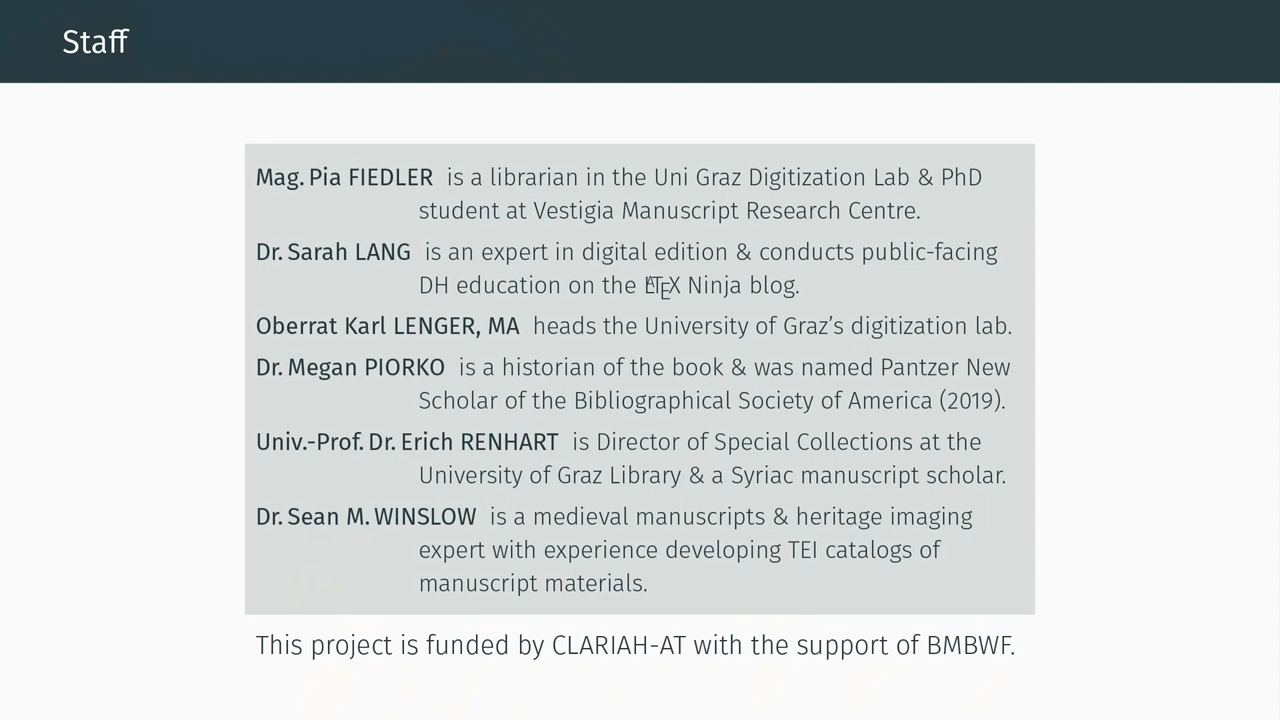 Staff
Mag. Pia FIEDLER is a librarian in the Uni Graz Digitization Lab & PhD
student at Vestigia Manuscript Research Centre.
Dr. Sarah LANG is an expert in digital edition & conducts public-facing
DH education on the LATEX Ninja blog.
Oberrat Karl LENGER, MA heads the University of Graz’s digitization lab.
Dr. Megan PIORKO is a historian of the book & was named Pantzer New
Scholar of the Bibliographical Society of America (2019).
Univ.-Prof. Dr. Erich RENHART is Director of Special Collections at the
University of Graz Library & a Syriac manuscript scholar.
Dr. Sean M. WINSLOW is a medieval manuscripts & heritage imaging
expert with experience developing TEI catalogs of
manuscript materials.
This project is funded by CLARIAH-AT with the support of BMBWF.